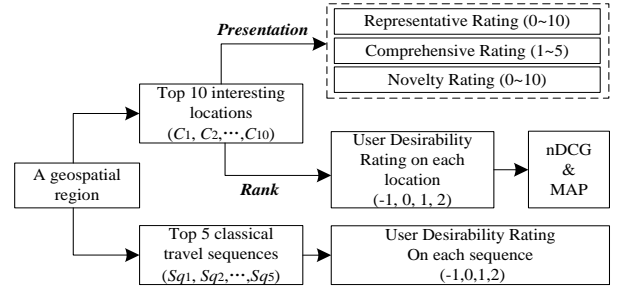 Presentation
Representative Rating (0~10)
Comprehensive Rating (1~5)
Novelty Rating (0~10)
Top 10 interesting
locations
(C1, C2,⋯,C10)
A geospatial
region
Rank
User Desirability
Rating on each
location
(-1, 0, 1, 2)
nDCG
&
MAP
Top 5 classical
travel sequences
(Sq1, Sq2,⋯,Sq5)
User Desirability Rating
On each sequence
(-1,0,1,2)